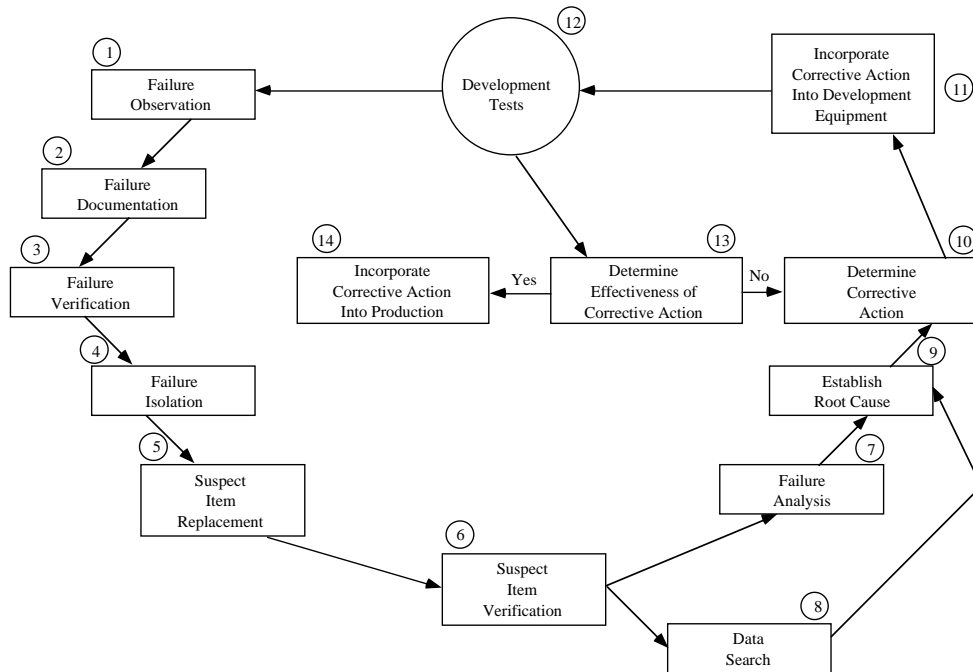 1
Failure
Observation
2
Failure
Documentation
3
Failure
Verification
4
Failure
Isolation
5
Suspect
Item
Replacement
6
Suspect
Item
Verification
7
Failure
Analysis
8
Data
Search
9
Establish
Root Cause
10
Determine
Corrective
Action
11
Incorporate
Corrective Action
Into Development
Equipment
12
Development
Tests
13
Determine
Effectiveness of
Corrective Action
No
Yes
14
Incorporate
Corrective Action
Into Production